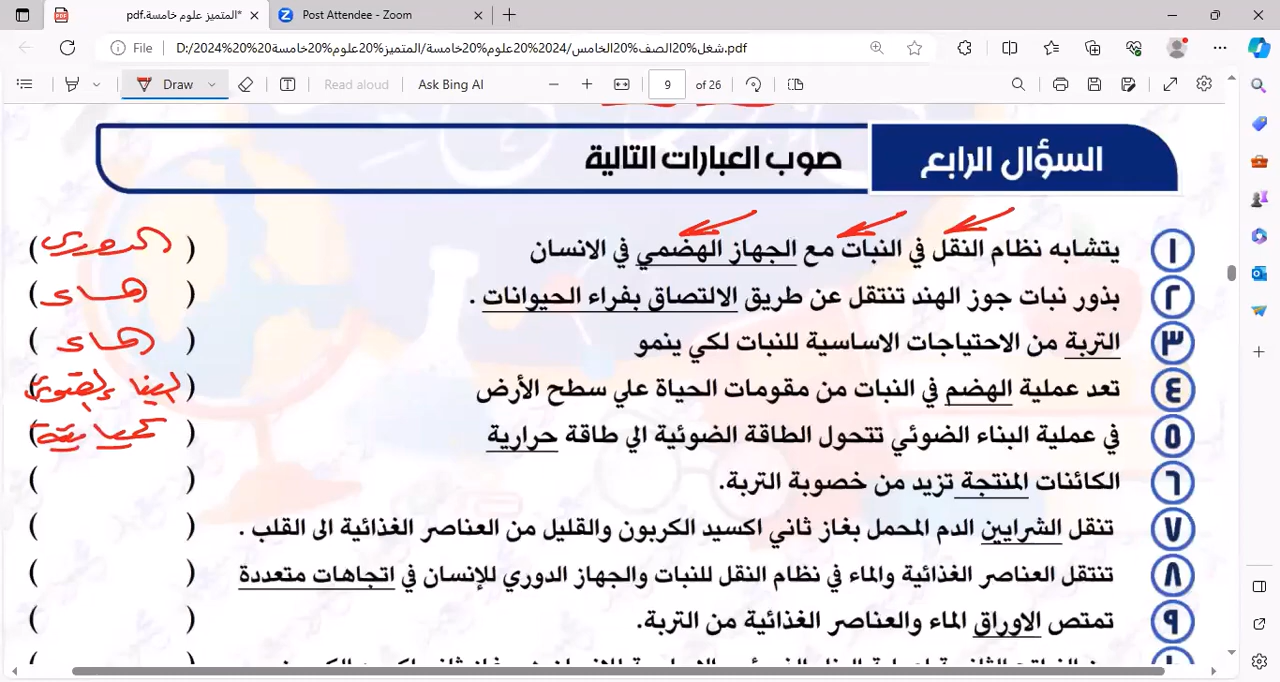 *المتميز علوم خامسة.pdf
Post Attendee - Zoom
File
D:/2024%20%20شغل%20الصف%20الخامس/2024%20علوم%20خامسة/المتميز%20علوم%20خامسة.pdf
Draw
Read aloud
Ask Bing AI
9 of 26
السؤال الرابع
صوب العبارات التالية
١ يتشابه نظام النقل في النبات مع الجهاز الهضمي في الانسان ( الدوري )
٢ بذور نبات جوز الهند تنتقل عن طريق الالتصاق بفراء الحيوانات . ( الماء )
٣ التربة من الاحتياجات الاساسية للنبات لكي ينمو ( الماء )
٤ تعد عملية الهضم في النبات من مقومات الحياة علي سطح الأرض ( البناء الضوئي )
٥ في عملية البناء الضوئي تتحول الطاقة الضوئية الي طاقة حرارية ( كيميائية )
٦ الكائنات المنتجة تزيد من خصوبة التربة. ( )
٧ تنقل الشرايين الدم المحمل بغاز ثاني اكسيد الكربون والقليل من العناصر الغذائية الى القلب . ( )
٨ تنتقل العناصر الغذائية والماء في نظام النقل للنبات والجهاز الدوري للإنسان في اتجاهات متعددة ( )
٩ تمتص الاوراق الماء والعناصر الغذائية من التربة. ( )